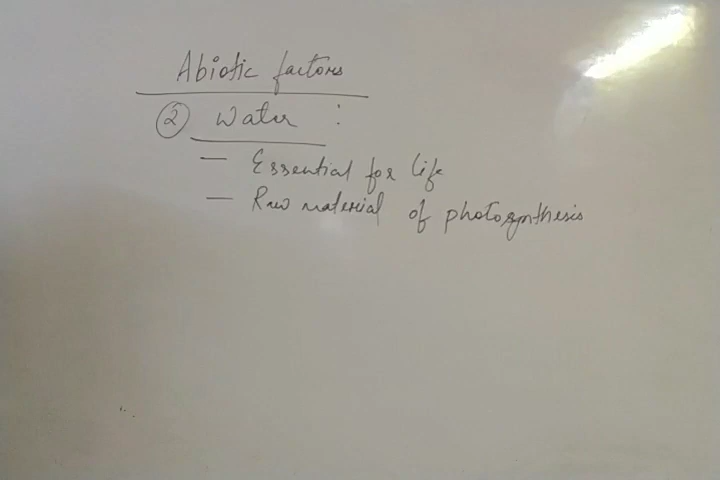 Abiotic factors
② Water :
— Essential for life
— Raw material of photosynthesis